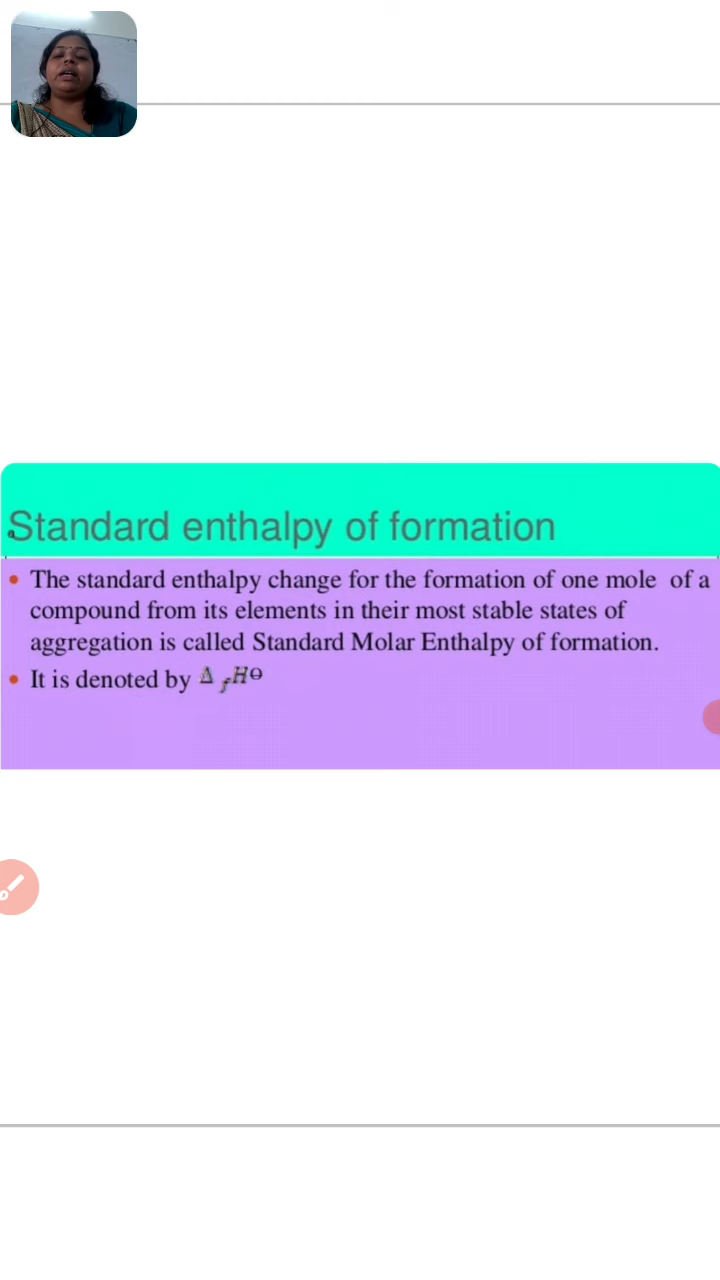 Standard enthalpy of formation
• The standard enthalpy change for the formation of one mole of a
compound from its elements in their most stable states of
aggregation is called Standard Molar Enthalpy of formation.
• It is denoted by Δ fH⊖